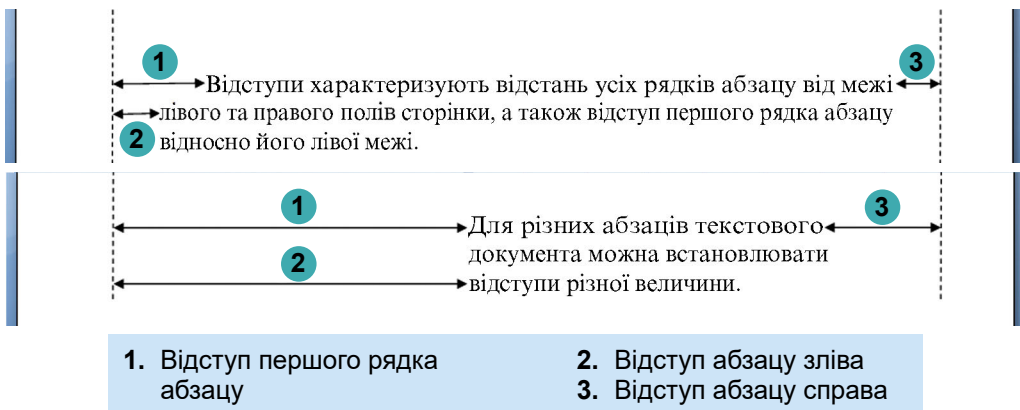 1
3
Відступи характеризують відстань усіх рядків абзацу від межі
лівого та правого полів сторінки, а також відступ першого рядка абзацу
2
відносно його лівої межі.
1
3
Для різних абзаців текстового
2
документа можна встановлювати
відступи різної величини.
1. Відступ першого рядка
абзацу
2. Відступ абзацу зліва
3. Відступ абзацу справа